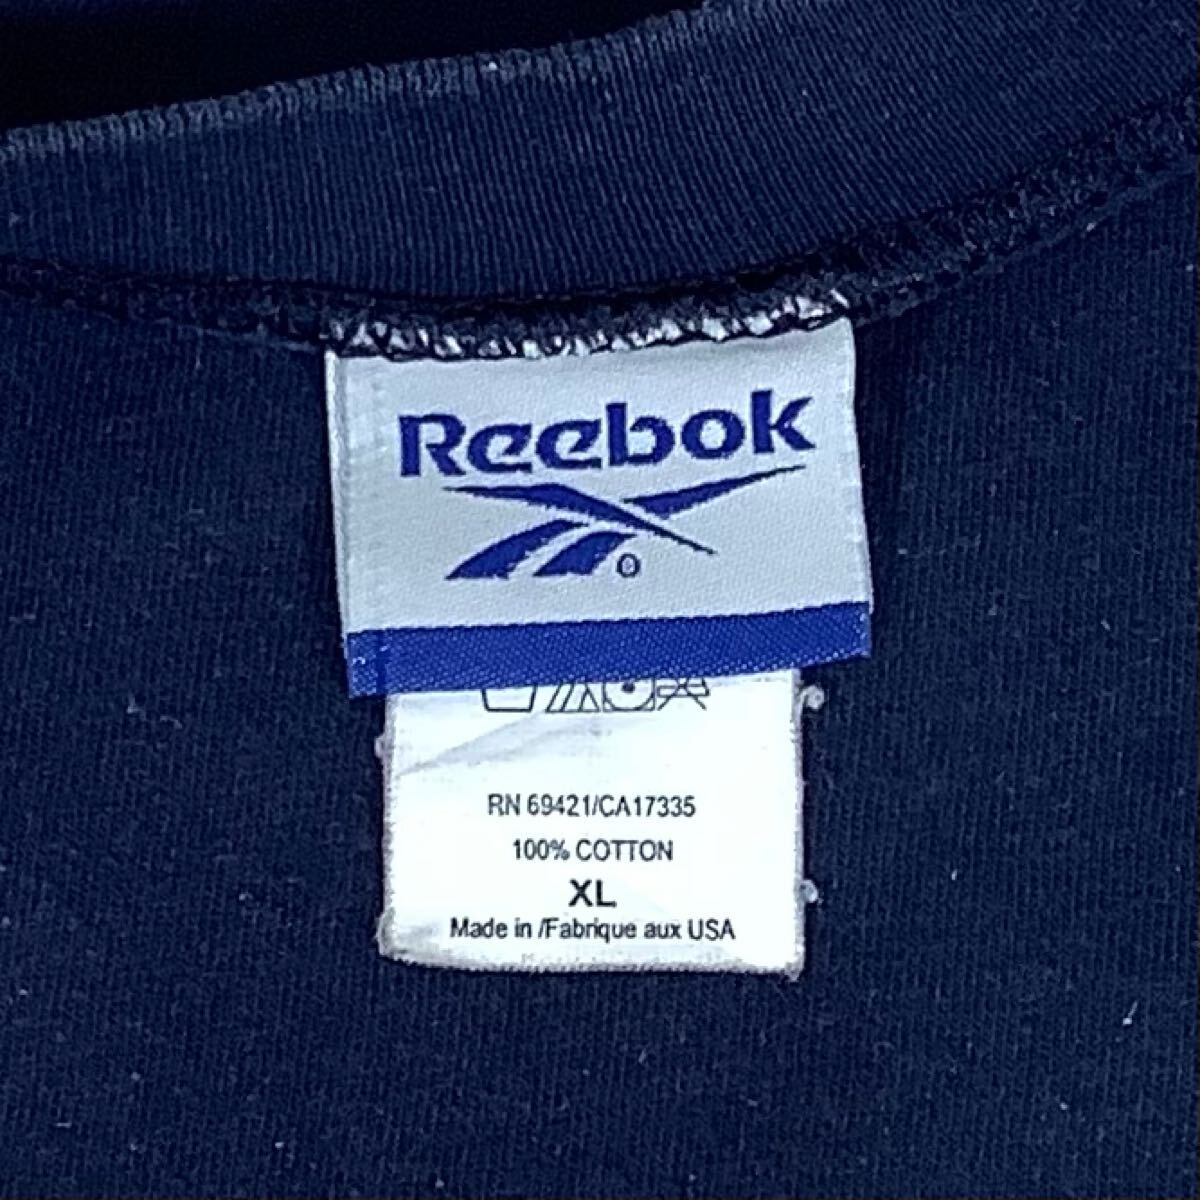 Reebok
RN 69421/CA17335
100% COTTON
XL
Made in /Fabrique aux USA